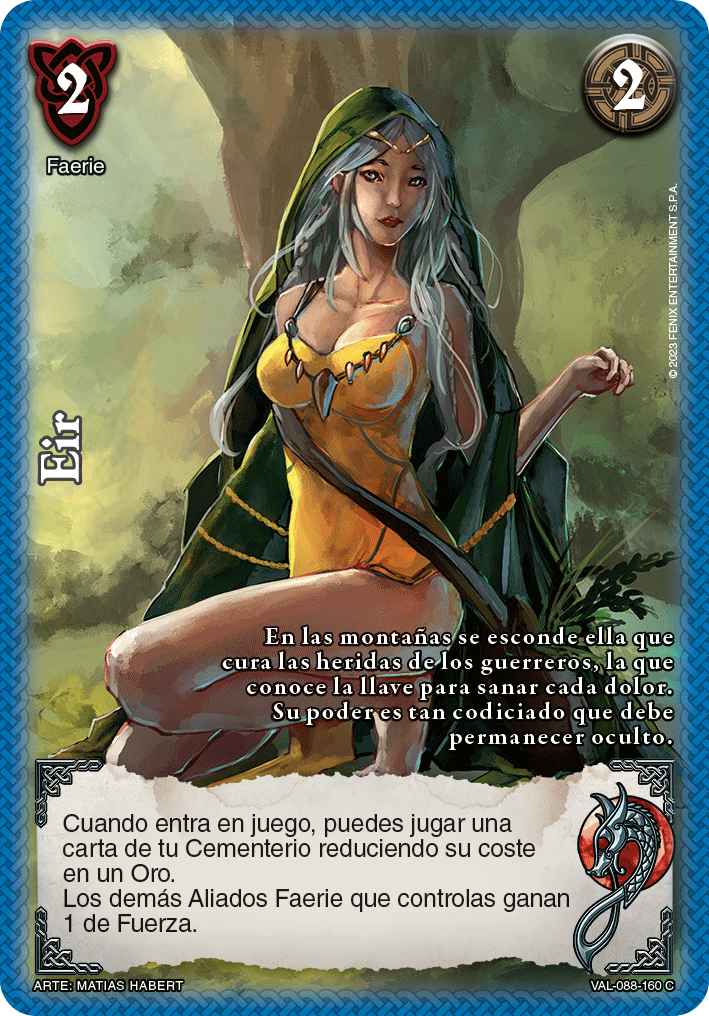 2
Faerie
2
© 2023 FENIX ENTERTAINMENT S.P.A.
Eir
En las montañas se esconde ella que
cura las heridas de los guerreros, la que
conoce la llave para sanar cada dolor.
Su poder es tan codiciado que debe
permanecer oculto.
Cuando entra en juego, puedes jugar una
carta de tu Cementerio reduciendo su coste
en un Oro.
Los demás Aliados Faerie que controlas ganan
1 de Fuerza.
ARTE: MATIAS HABERT
VAL-088-160 C